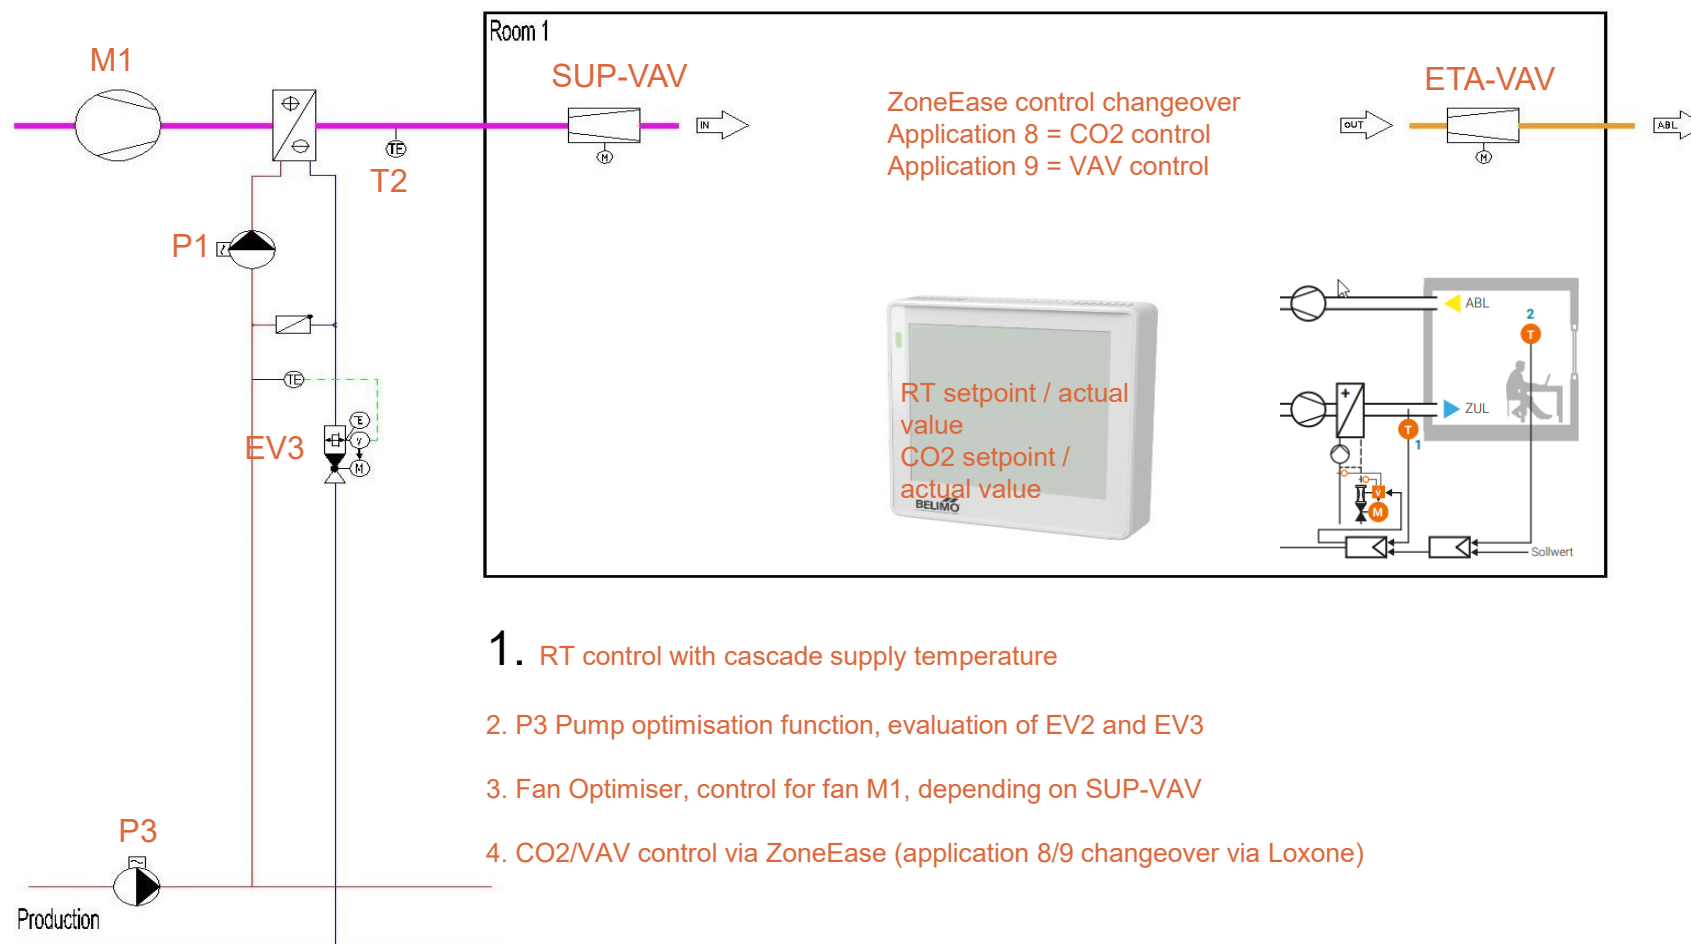 Room 1
M1
SUP-VAV
ETA-VAV
ZoneEase control changeover
Application 8 = CO2 control
Application 9 = VAV control
IN
OUT
ABL
M
M
TE
T2
P1
TE
E
Y
M
EV3
RT setpoint / actual
value
CO2 setpoint /
actual value
BELIMO
ABL
2
T
+
ZUL
T
1
Y
M
Sollwert
1. RT control with cascade supply temperature
2. P3 Pump optimisation function, evaluation of EV2 and EV3
3. Fan Optimiser, control for fan M1, depending on SUP-VAV
4. CO2/VAV control via ZoneEase (application 8/9 changeover via Loxone)
P3
Production